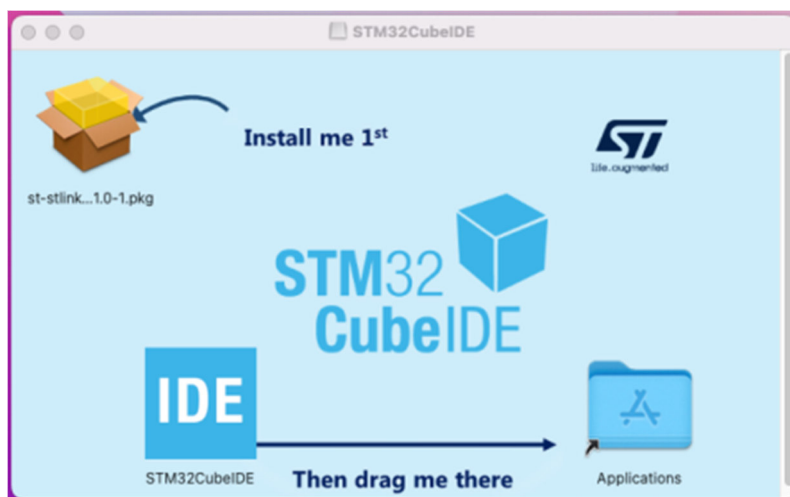 STM32CubeIDE
Install me 1st
ST
life.augmented
st-stlink...1.0-1.pkg
STM32
CubeIDE
IDE
STM32CubeIDE
Then drag me there
Applications